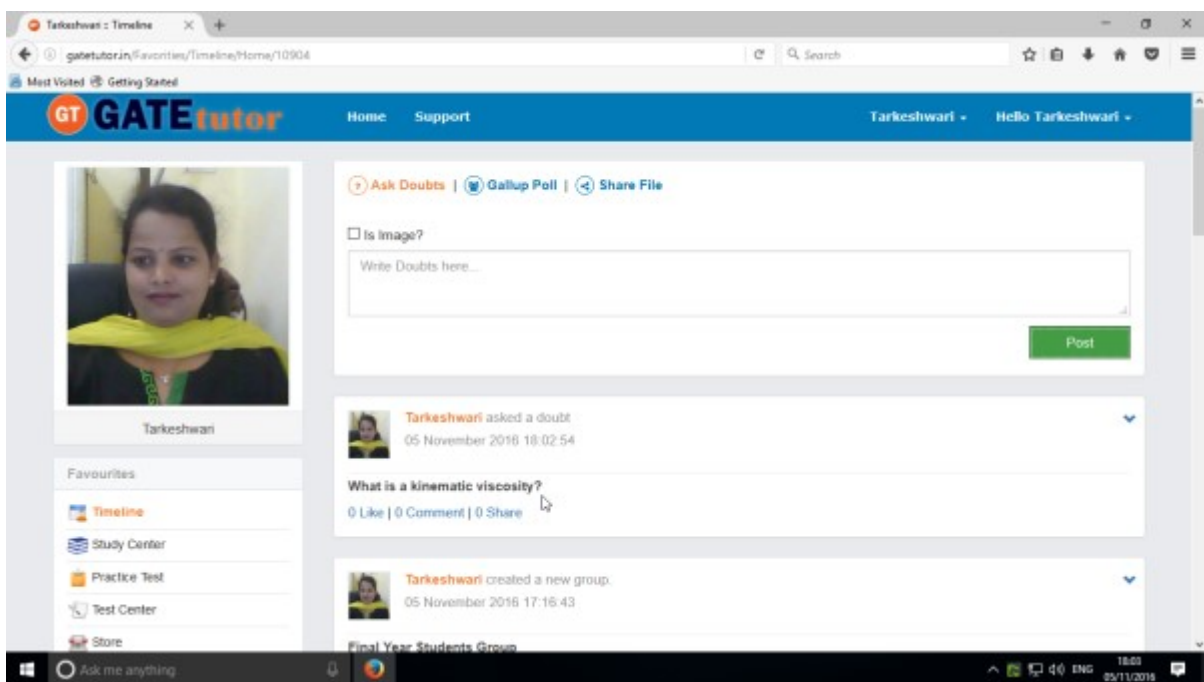 Tarkeshwari :: Timeline
gatetutor.in/Favorities/Timeline/Home/10904
Search
Most Visited Getting Started
GT GATEtutor Home Support Tarkeshwari Hello Tarkeshwari
? Ask Doubts | Gallup Poll | Share File
Is Image?
Write Doubts here...
Post
Tarkeshwari
Favourites
Timeline
Study Center
Practice Test
Test Center
Store
Tarkeshwari asked a doubt
05 November 2016 18:02:54
What is a kinematic viscosity?
0 Like | 0 Comment | 0 Share
Tarkeshwari created a new group.
05 November 2016 17:16:43
Final Year Students Group
Ask me anything
ENG
18:03
05/11/2016